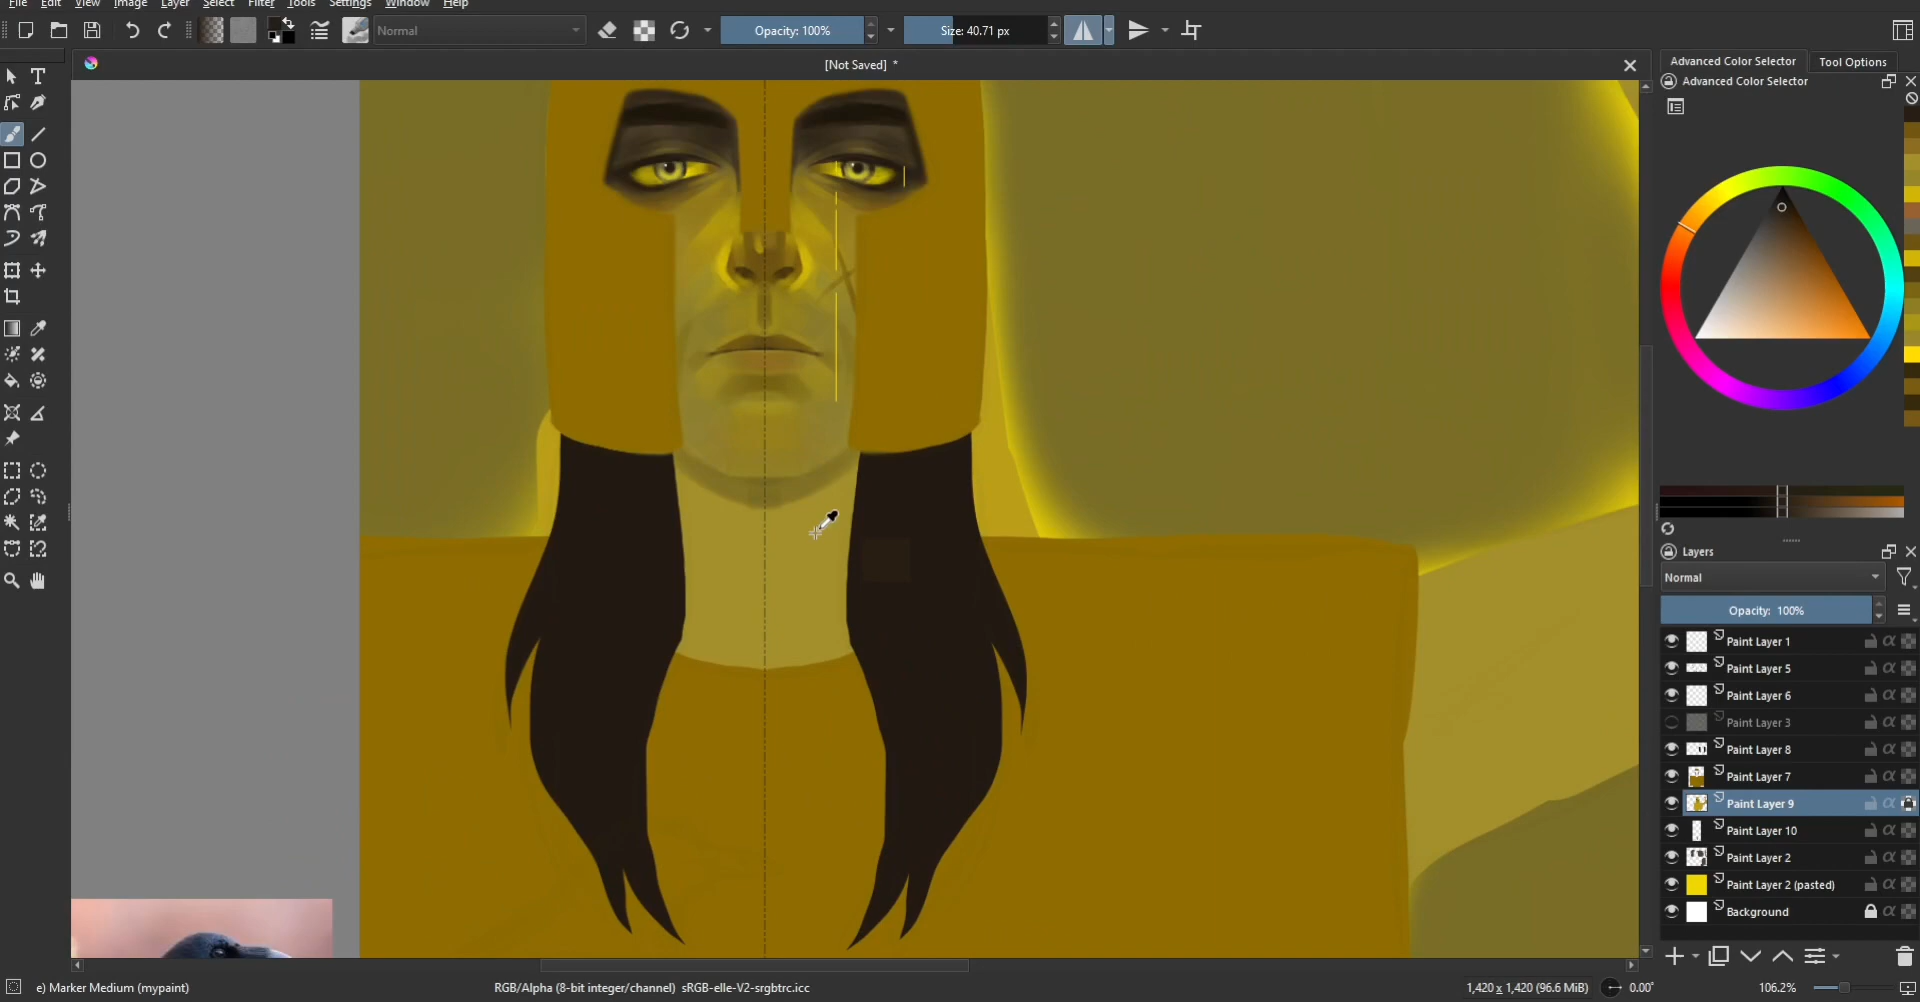 File Edit View Image Layer Select Filter Tools Settings Window Help
Normal
Opacity: 100%
Size: 40.71 px
[Not Saved] *
Advanced Color Selector
Tool Options
Advanced Color Selector
Layers
Normal
Opacity: 100%
Paint Layer 1
Paint Layer 5
Paint Layer 6
Paint Layer 3
Paint Layer 8
Paint Layer 7
Paint Layer 9
Paint Layer 10
Paint Layer 2
Paint Layer 2 (pasted)
Background
e) Marker Medium (mypaint)
RGB/Alpha (8-bit integer/channel) sRGB-elle-V2-srgbtrc.icc
1,420 x 1,420 (96.6 MiB)
0.00°
106.2%